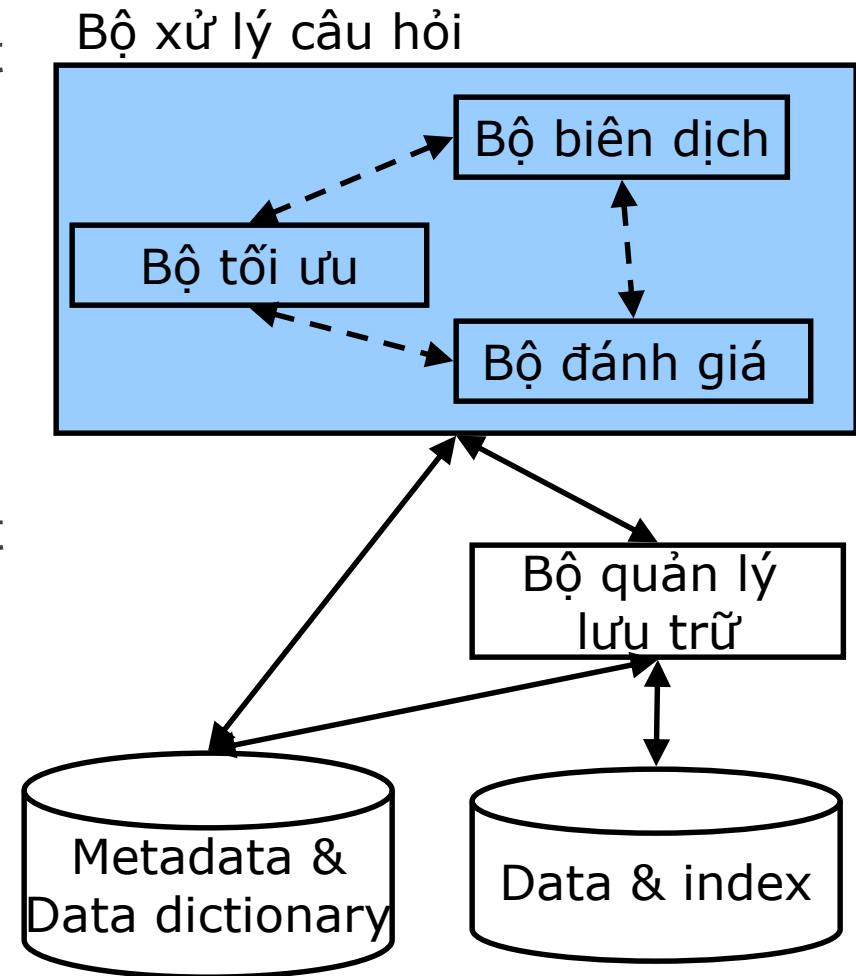 Bộ xử lý câu hỏi
Bộ biên dịch
Bộ tối ưu
Bộ đánh giá
Bộ quản lý
lưu trữ
Metadata &
Data dictionary
Data & index